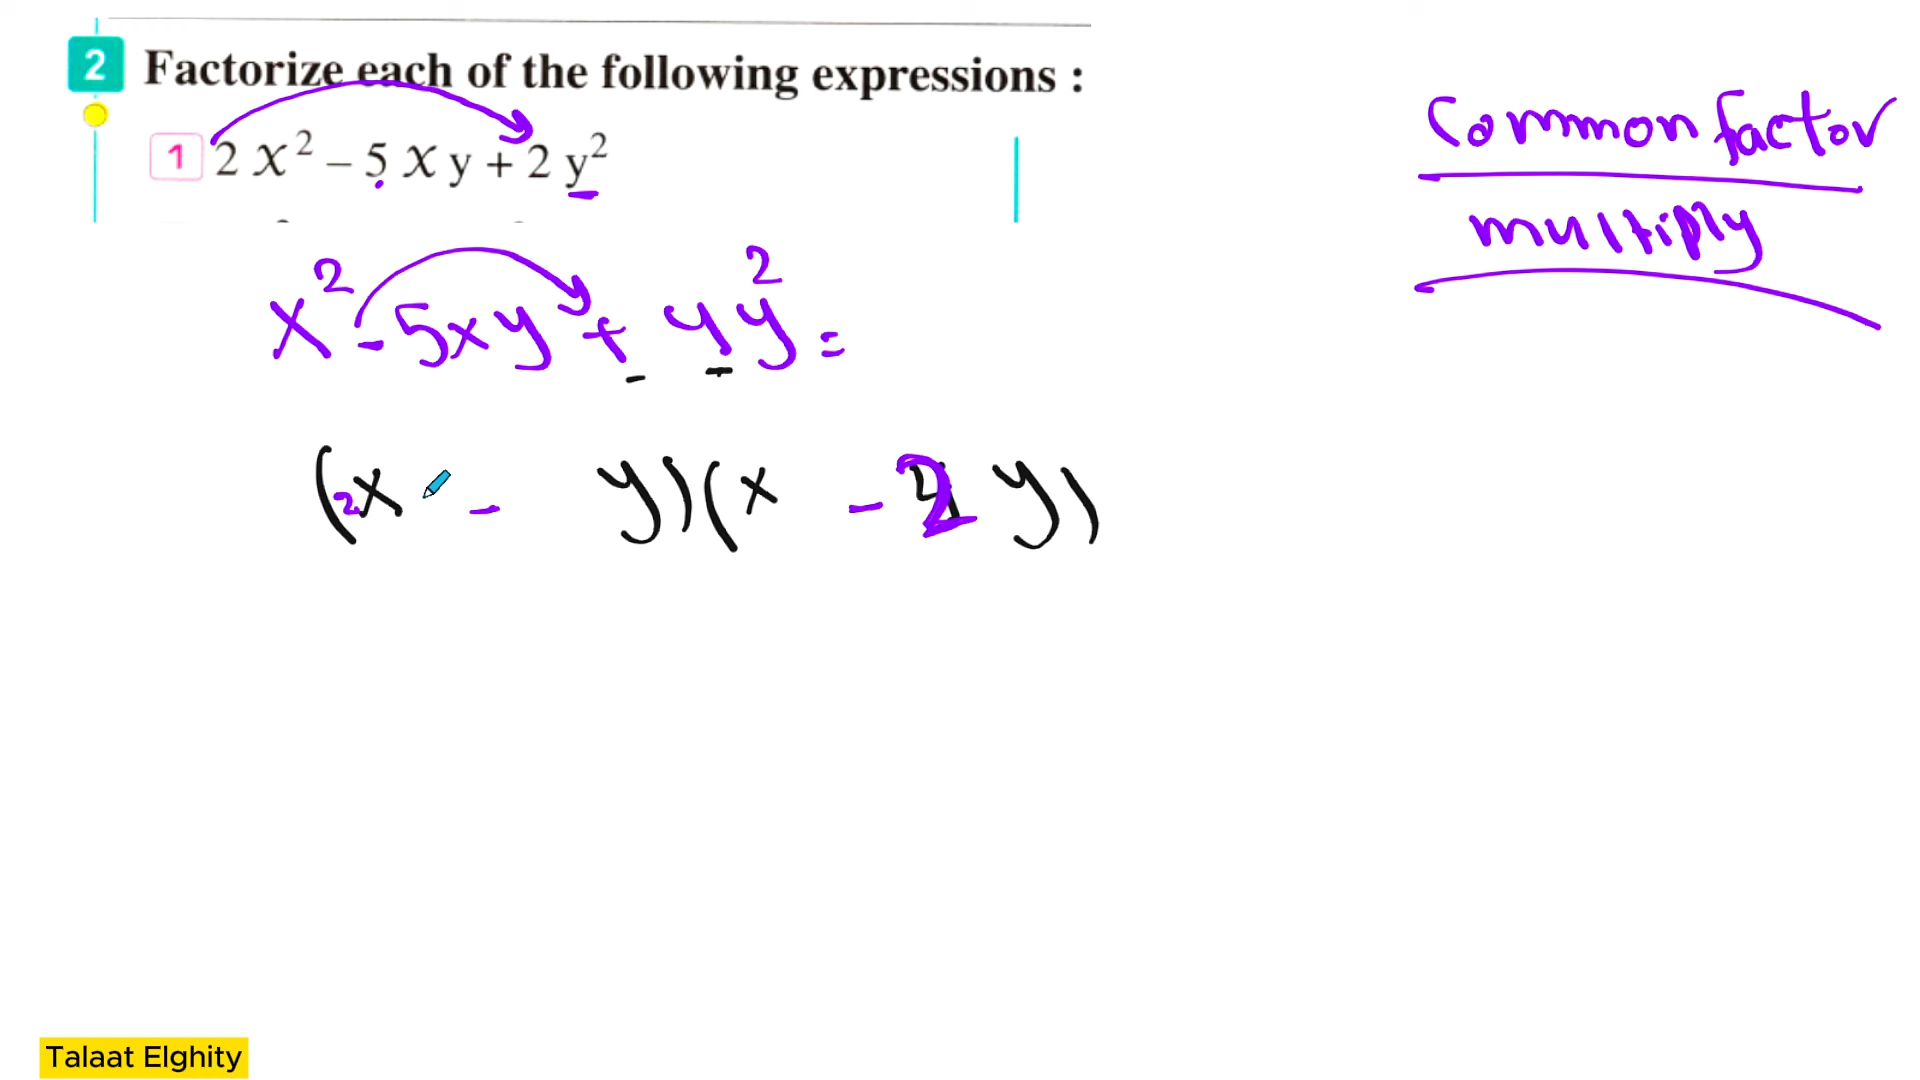 2 Factorize each of the following expressions :
1 2 x² – 5 x y + 2 y²
Common factor
multiply
x² - 5xy + 4y² =
(2x - y)(x - 2y)
Talaat Elghity